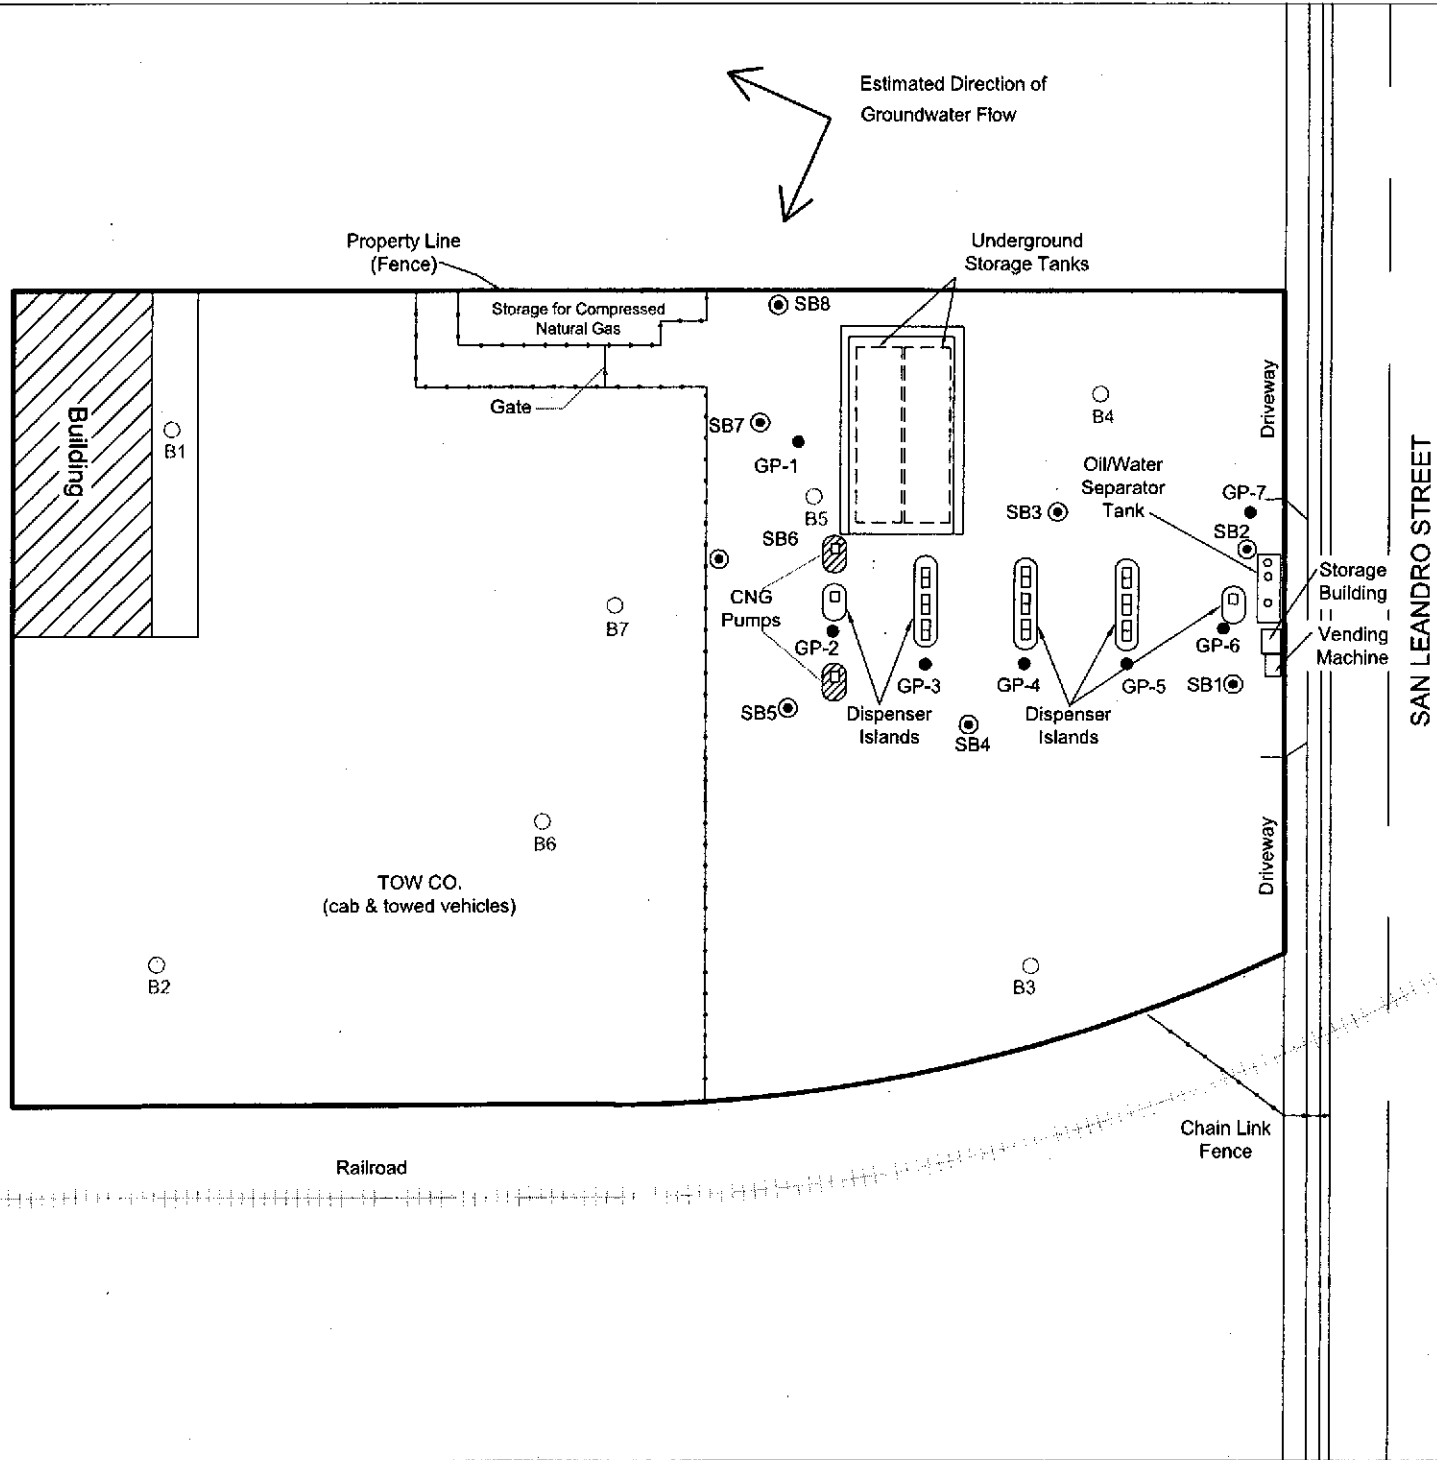 Estimated Direction of
Groundwater Flow
Property Line
(Fence)
Underground
Storage Tanks
Storage for Compressed
Natural Gas
SB8
Gate
Building
B1
SB7
GP-1
B5
SB6
B4
Driveway
Oil/Water
Separator
Tank
GP-7
SB3
SB2
SAN LEANDRO STREET
Storage
Building
CNG
Pumps
B7
GP-2
GP-6
Vending
Machine
GP-3
GP-4
GP-5
SB1
SB5
Dispenser
Islands
SB4
Dispenser
Islands
B6
TOW CO.
(cab & towed vehicles)
Driveway
B2
B3
Chain Link
Fence
Railroad